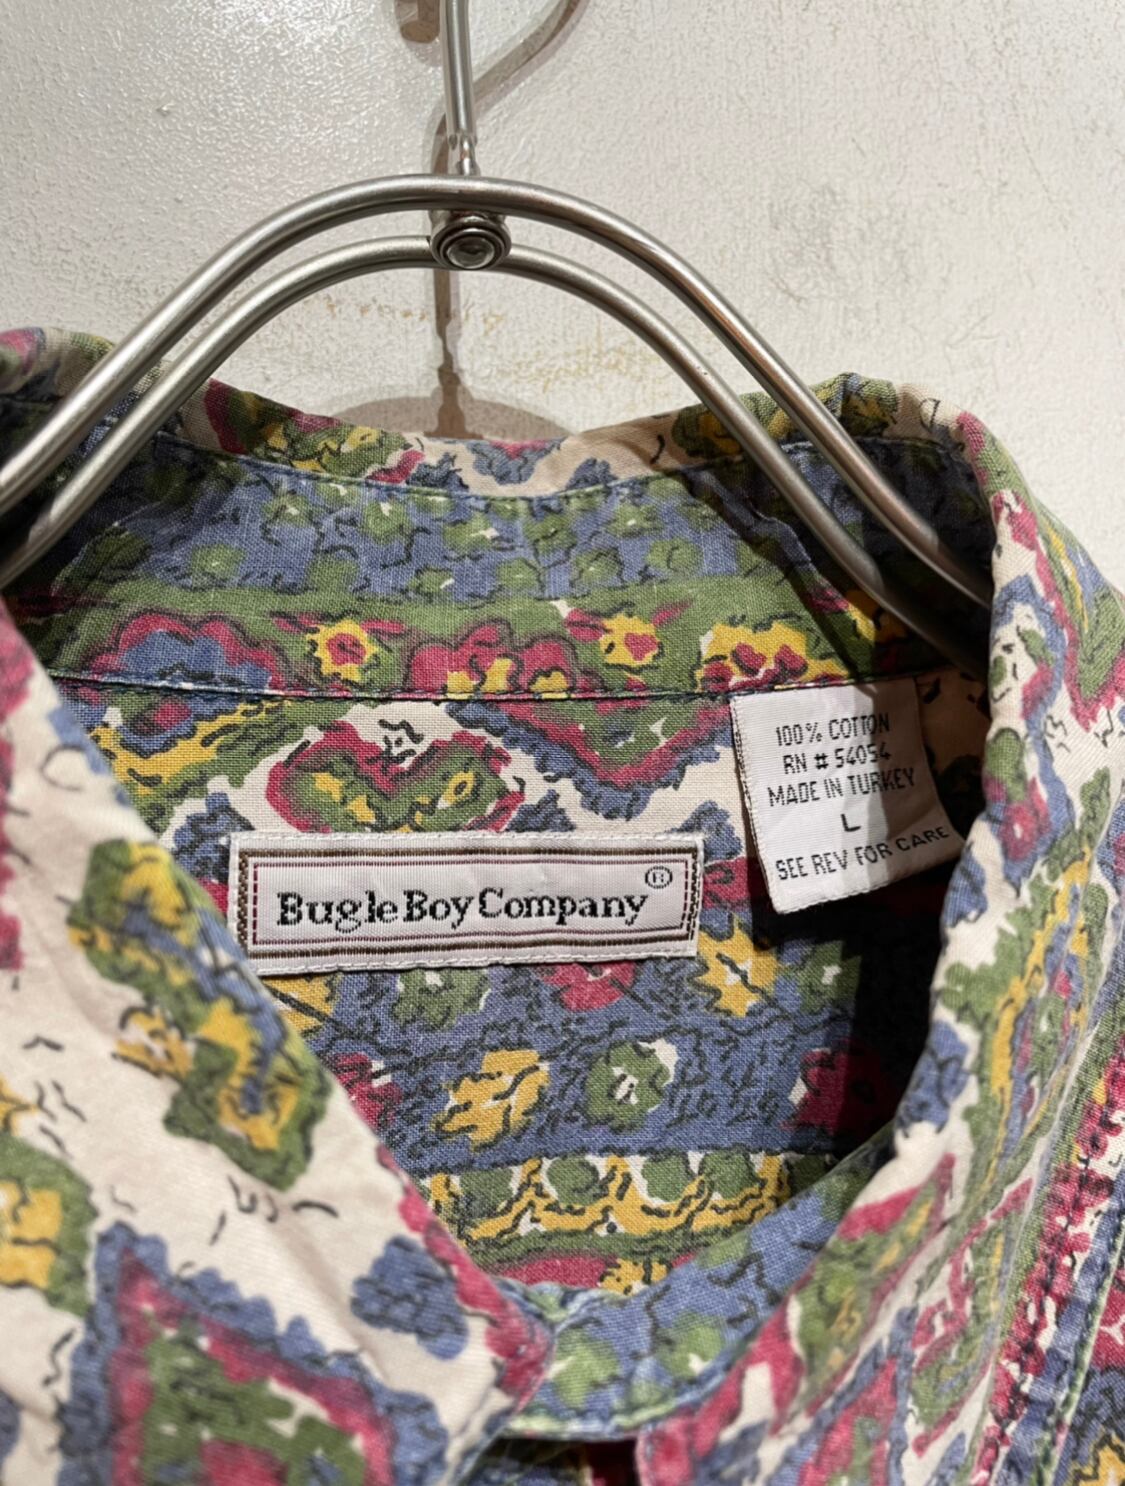 100% COTTON
RN # 54054
MADE IN TURKEY
L
SEE REV FOR CARE
Bugle Boy Company ®